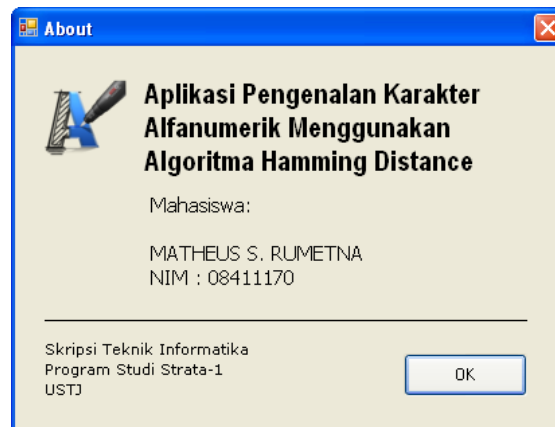 About
Aplikasi Pengenalan Karakter
Alfanumerik Menggunakan
Algoritma Hamming Distance
Mahasiswa:
MATHEUS S. RUMETNA
NIM : 08411170
Skripsi Teknik Informatika
Program Studi Strata-1
USTJ
OK